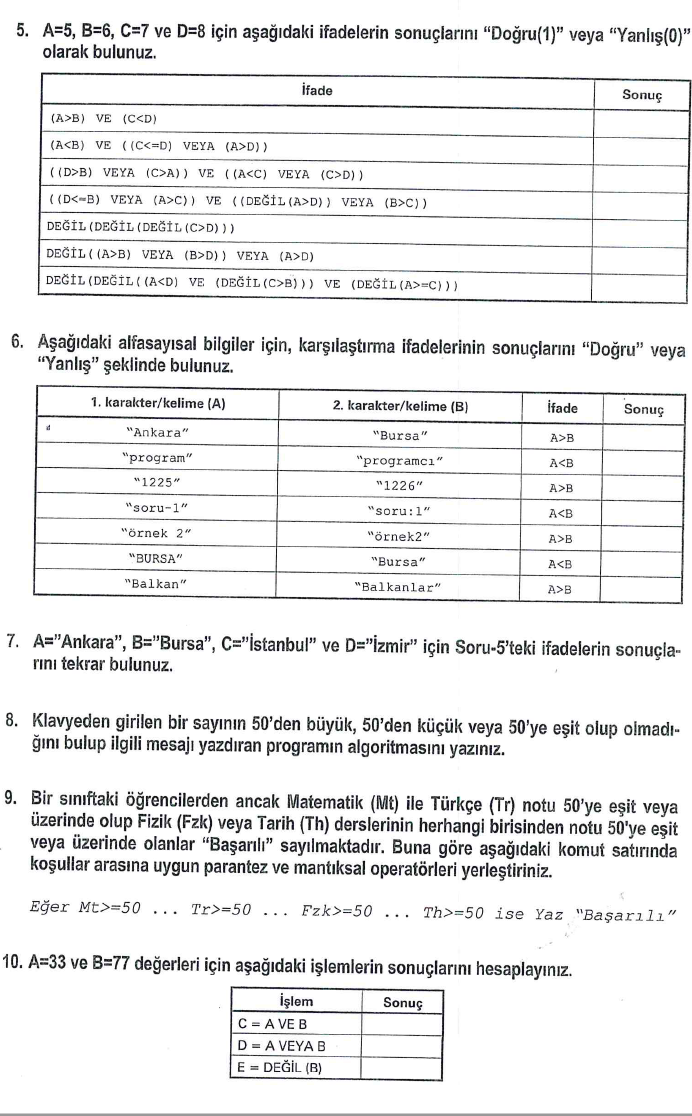 5. A=5, B=6, C=7 ve D=8 için aşağıdaki ifadelerin sonuçlarını “Doğru(1)” veya “Yanlış(0)”
olarak bulunuz.
İfade Sonuç
(A>B) VE (C<D)
(A<B) VE ((C<=D) VEYA (A>D))
((D>B) VEYA (C>A)) VE ((A<C) VEYA (C>D))
((D<=B) VEYA (A>C)) VE ((DEĞİL(A>D)) VEYA (B>C))
DEĞİL(DEĞİL(DEĞİL(C>D)))
DEĞİL((A>B) VEYA (B>D)) VEYA (A>D)
DEĞİL(DEĞİL((A<D) VE (DEĞİL(C>B))) VE (DEĞİL(A>=C)))
6. Aşağıdaki alfasayısal bilgiler için, karşılaştırma ifadelerinin sonuçlarını “Doğru” veya
“Yanlış” şeklinde bulunuz.
1. karakter/kelime (A) 2. karakter/kelime (B) İfade Sonuç
"Ankara" "Bursa" A>B
"program" "programcı" A<B
"1225" "1226" A>B
"soru-1" "soru:1" A<B
"örnek 2" "örnek2" A>B
"BURSA" "Bursa" A<B
"Balkan" "Balkanlar" A>B
7. A=”Ankara”, B=”Bursa”, C=”İstanbul” ve D=”İzmir” için Soru-5’teki ifadelerin sonuçla-
rını tekrar bulunuz.
8. Klavyeden girilen bir sayının 50’den büyük, 50’den küçük veya 50’ye eşit olup olmadı-
ğını bulup ilgili mesajı yazdıran programın algoritmasını yazınız.
9. Bir sınıftaki öğrencilerden ancak Matematik (Mt) ile Türkçe (Tr) notu 50’ye eşit veya
üzerinde olup Fizik (Fzk) veya Tarih (Th) derslerinin herhangi birisinden notu 50'ye eşit
veya üzerinde olanlar “Başarılı” sayılmaktadır. Buna göre aşağıdaki komut satırında
koşullar arasına uygun parantez ve mantıksal operatörleri yerleştiriniz.
Eğer Mt>=50 ... Tr>=50 ... Fzk>=50 ... Th>=50 ise Yaz "Başarılı"
10. A=33 ve B=77 değerleri için aşağıdaki işlemlerin sonuçlarını hesaplayınız.
İşlem Sonuç
C = A VE B
D = A VEYA B
E = DEĞİL (B)